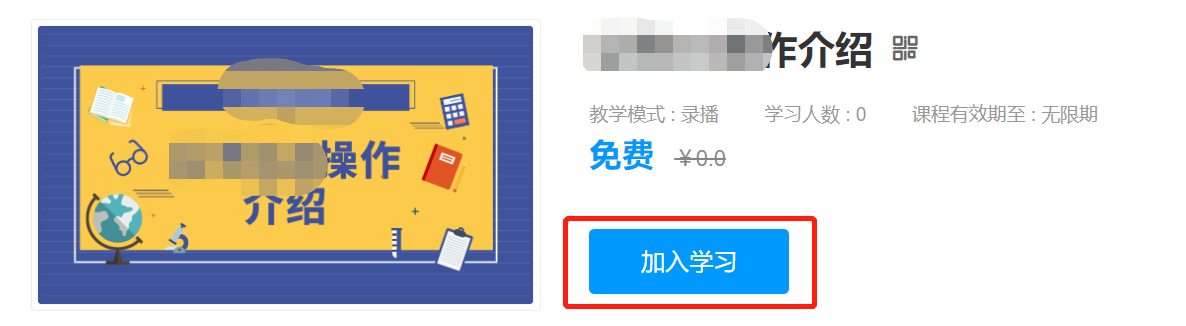 操作
介绍
作介绍
教学模式 : 录播 学习人数 : 0 课程有效期至 : 无限期
免费 ￥0.0
加入学习